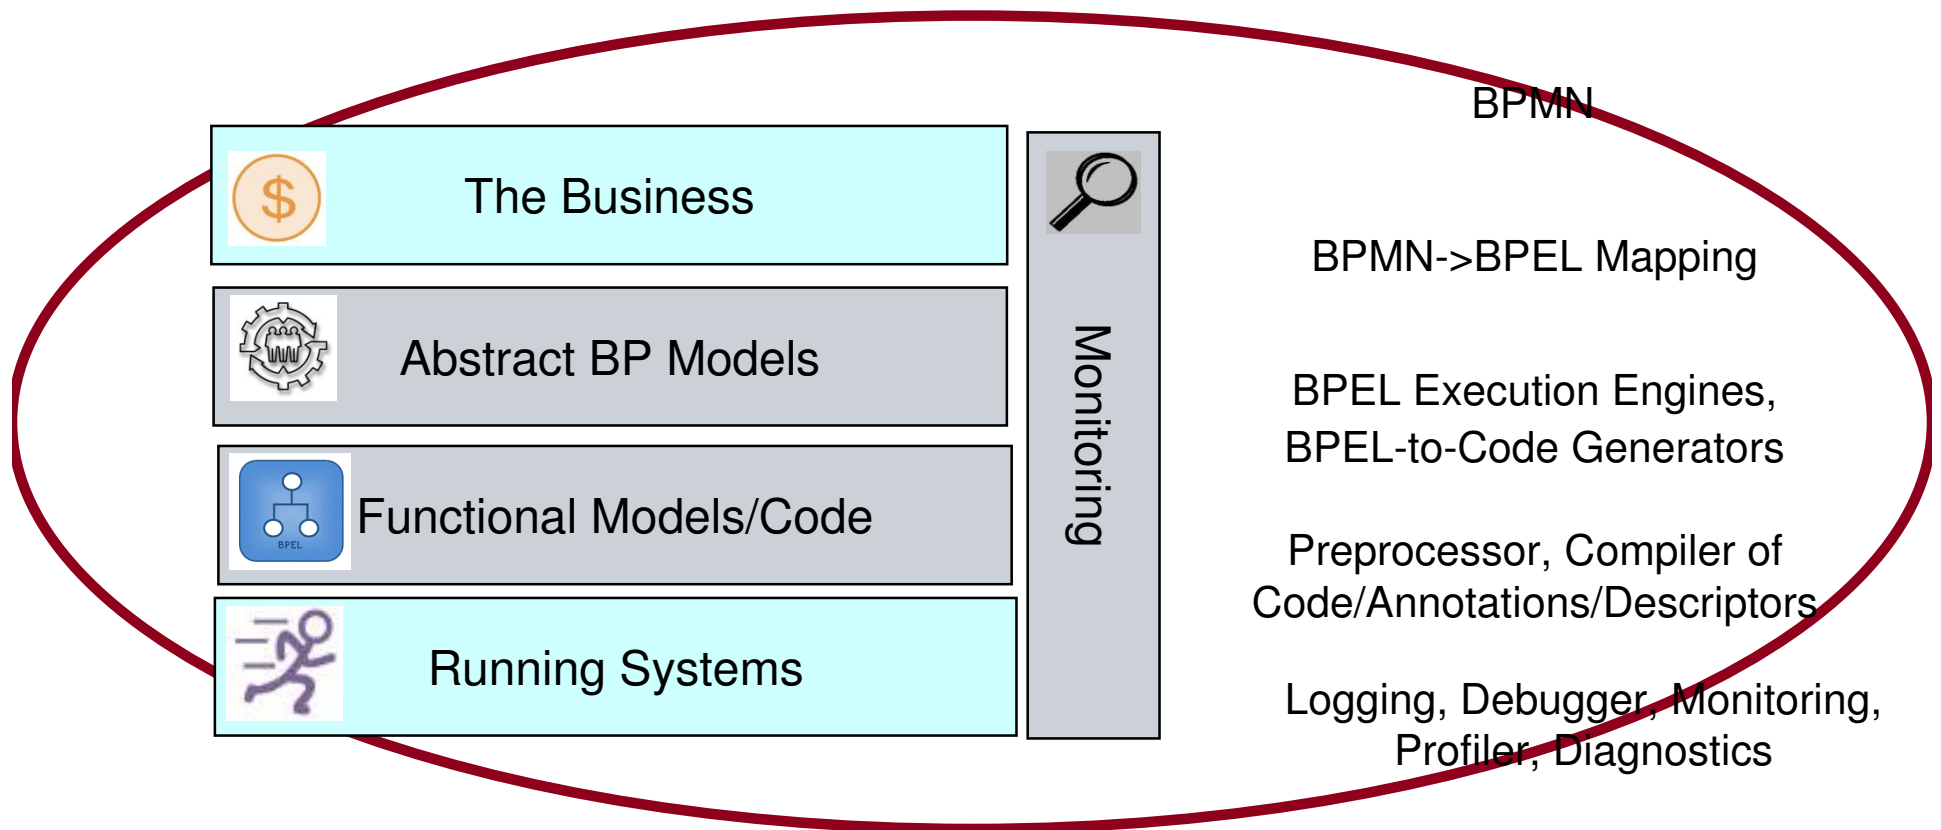 BPMN
$
The Business
BPMN->BPEL Mapping
Abstract BP Models
Monitoring
BPEL Execution Engines,
BPEL-to-Code Generators
BPEL
Functional Models/Code
Preprocessor, Compiler of
Code/Annotations/Descriptors
Running Systems
Logging, Debugger, Monitoring,
Profiler, Diagnostics